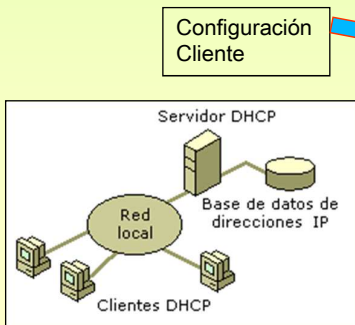 Configuración
Cliente
Servidor DHCP
Base de datos de
direcciones IP
Red
local
Clientes DHCP